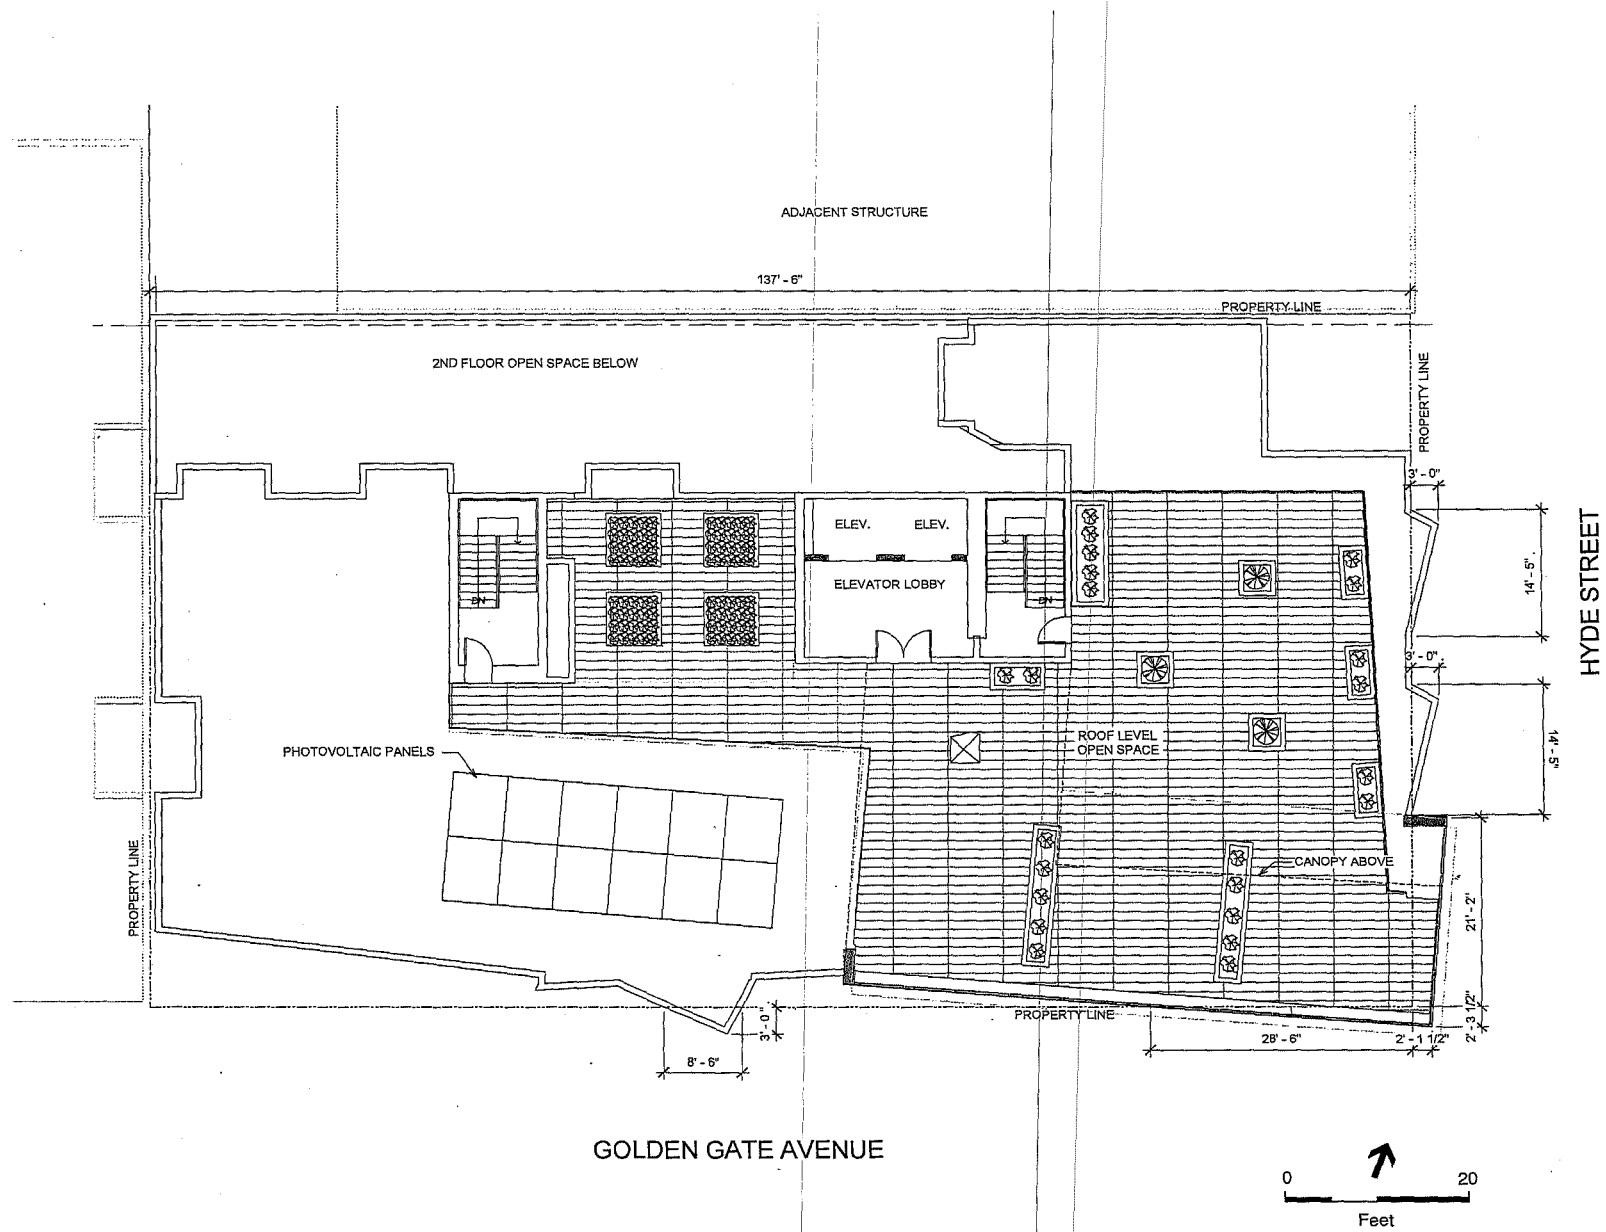 ADJACENT STRUCTURE
137' - 6"
PROPERTY LINE
2ND FLOOR OPEN SPACE BELOW
PROPERTY LINE
3' - 0"
ELEV.
ELEV.
ELEVATOR LOBBY
DN
DN
14' - 5"
HYDE STREET
3' - 0"
ROOF LEVEL
OPEN SPACE
PHOTOVOLTAIC PANELS
14' - 5"
CANOPY ABOVE
PROPERTY LINE
21' - 2"
PROPERTY LINE
3' - 0"
2' - 3 1/2"
28' - 6"
2' - 1 1/2"
8' - 6"
GOLDEN GATE AVENUE
0
20
Feet